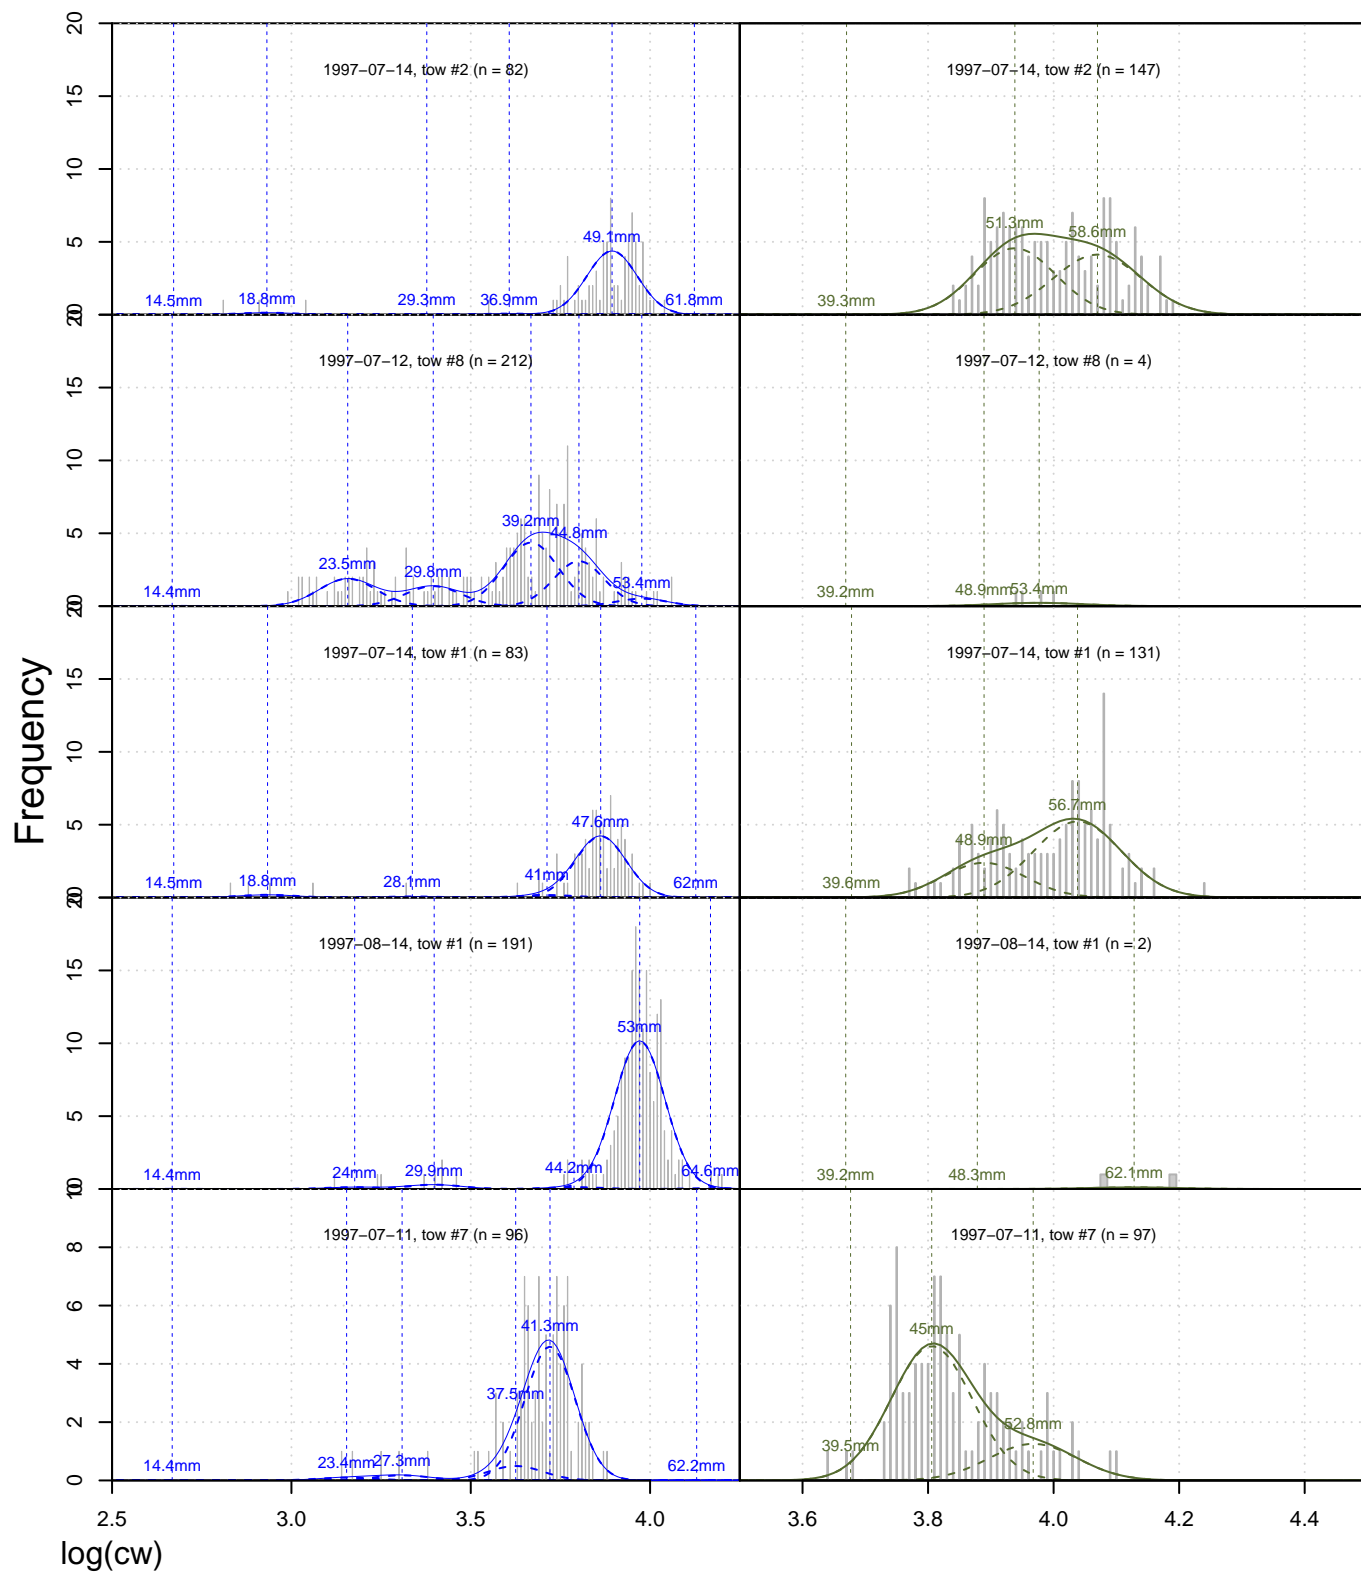 20
15
10
5
0
1997−07−14, tow #2 (n = 82)
14.5mm 18.8mm 29.3mm 36.9mm 49.1mm 61.8mm
1997−07−14, tow #2 (n = 147)
39.3mm 51.3mm 58.6mm
20
15
10
5
0
1997−07−12, tow #8 (n = 212)
14.4mm 23.5mm 29.8mm 39.2mm 44.8mm 53.4mm
1997−07−12, tow #8 (n = 4)
39.2mm 48.9mm 53.4mm
Frequency
20
15
10
5
0
1997−07−14, tow #1 (n = 83)
14.5mm 18.8mm 28.1mm 41mm 47.6mm 62mm
1997−07−14, tow #1 (n = 131)
39.6mm 48.9mm 56.7mm
20
15
10
5
0
1997−08−14, tow #1 (n = 191)
14.4mm 24mm 29.9mm 44.2mm 53mm 64.6mm
1997−08−14, tow #1 (n = 2)
39.2mm 48.3mm 62.1mm
10
8
6
4
2
0
1997−07−11, tow #7 (n = 96)
14.4mm 23.4mm 27.3mm 37.5mm 41.3mm 62.2mm
1997−07−11, tow #7 (n = 97)
39.5mm 45mm 52.8mm
2.5 3.0 3.5 4.0 3.6 3.8 4.0 4.2 4.4
log(cw)